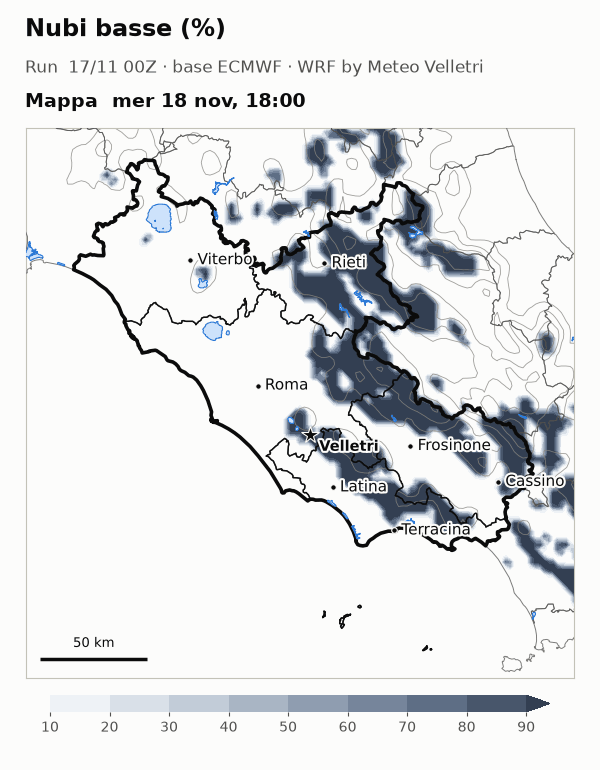 Nubi basse (%)
Run  17/11 00Z · base ECMWF · WRF by Meteo Velletri
Mappa  mer 18 nov, 18:00
Viterbo
Rieti
Roma
Velletri
Frosinone
Latina
Cassino
Terracina
50 km
10 20 30 40 50 60 70 80 90